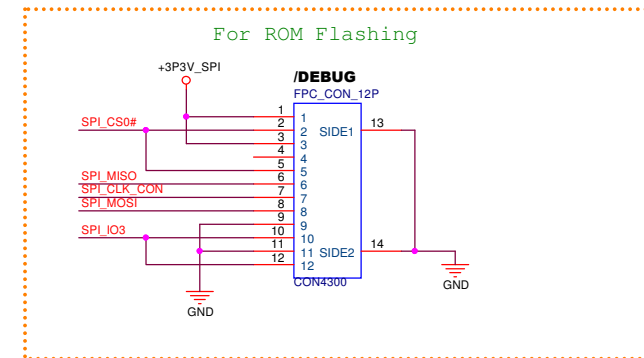 For ROM Flashing
+3P3V_SPI
/DEBUG
FPC_CON_12P
1 1
SPI_CS0# 2 2 SIDE1 13
3 3
4 4
5 5
SPI_MISO 6 6
SPI_CLK_CON 7 7
SPI_MOSI 8 8
9 9
SPI_IO3 10 10
11 11 SIDE2 14
12 12
CON4300
GND
GND